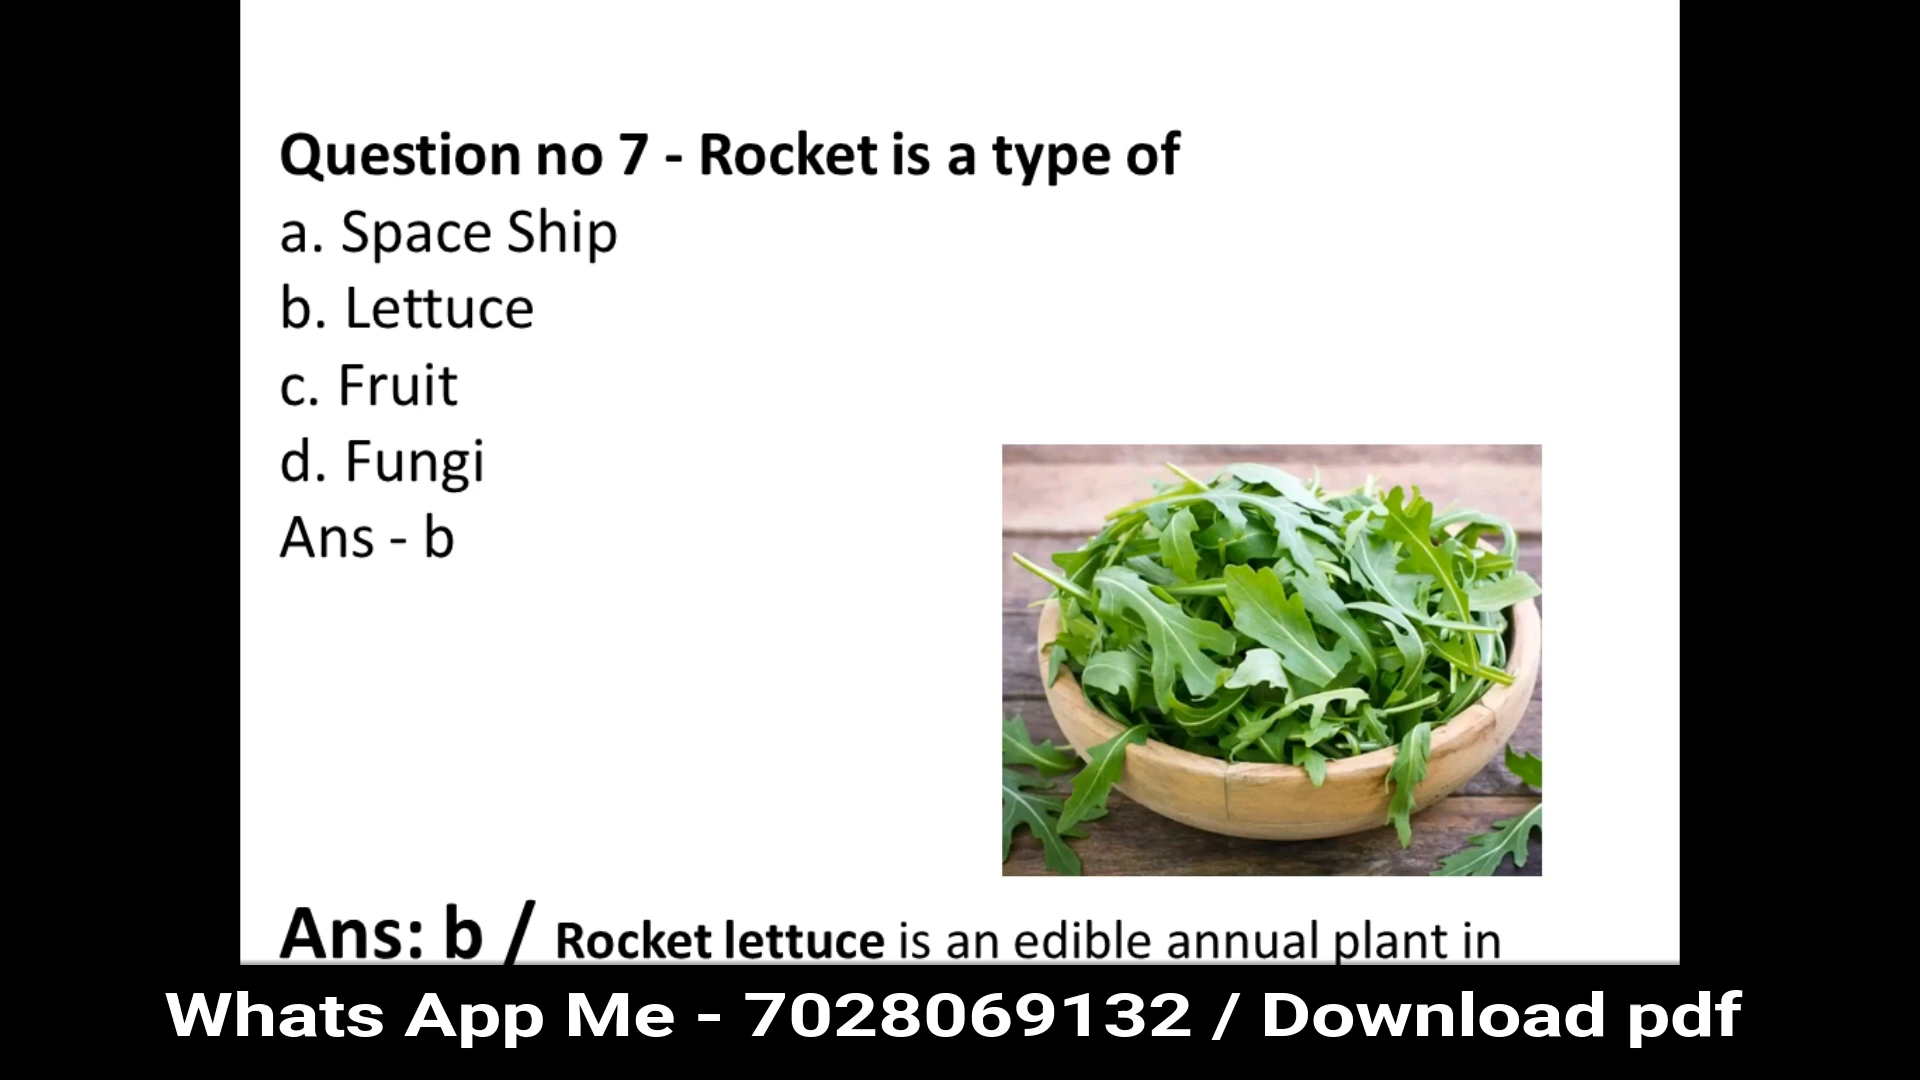 Question no 7 - Rocket is a type of
a. Space Ship
b. Lettuce
c. Fruit
d. Fungi
Ans - b
Ans: b / Rocket lettuce is an edible annual plant in
Whats App Me - 7028069132 / Download pdf